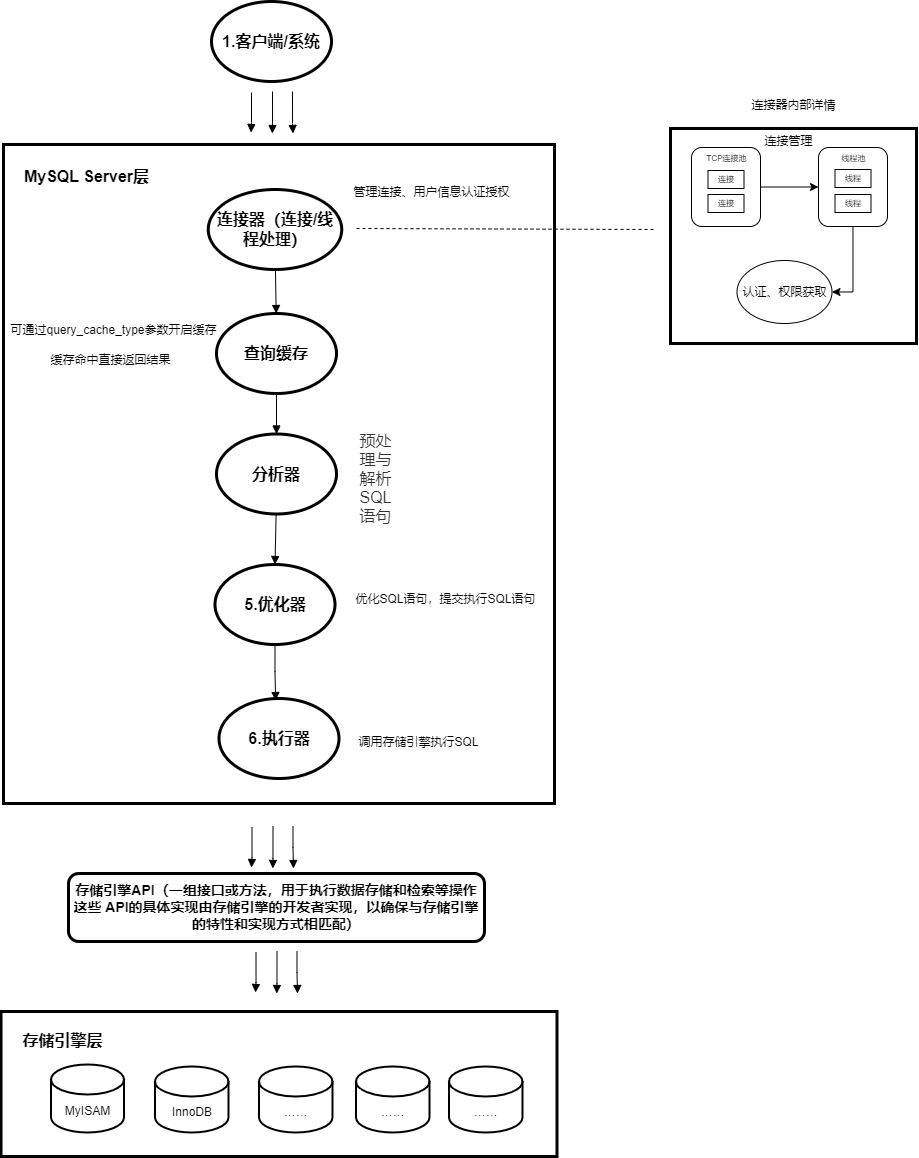 1.客户端/系统
连接器内部详情
连接管理
TCP连接池
连接
连接
线程池
线程
线程
认证、权限获取
MySQL Server层
管理连接、用户信息认证授权
连接器（连接/线
程处理）
可通过query_cache_type参数开启缓存
缓存命中直接返回结果
查询缓存
分析器
预处
理与
解析
SQL
语句
5.优化器
优化SQL语句，提交执行SQL语句
6.执行器
调用存储引擎执行SQL
存储引擎API（一组接口或方法，用于执行数据存储和检索等操作
这些 API的具体实现由存储引擎的开发者实现，以确保与存储引擎
的特性和实现方式相匹配）
存储引擎层
MyISAM
InnoDB
……
……
……